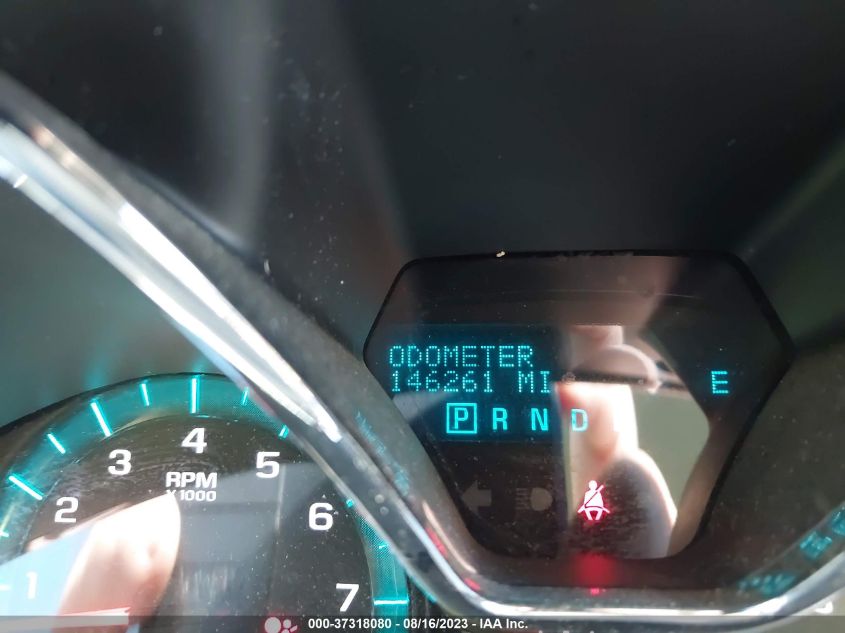 ODOMETER
146261 MI
E
P R N D
4
3
5
RPM
X1000
2
6
1
7
000-37318080 - 08/16/2023 - IAA Inc.